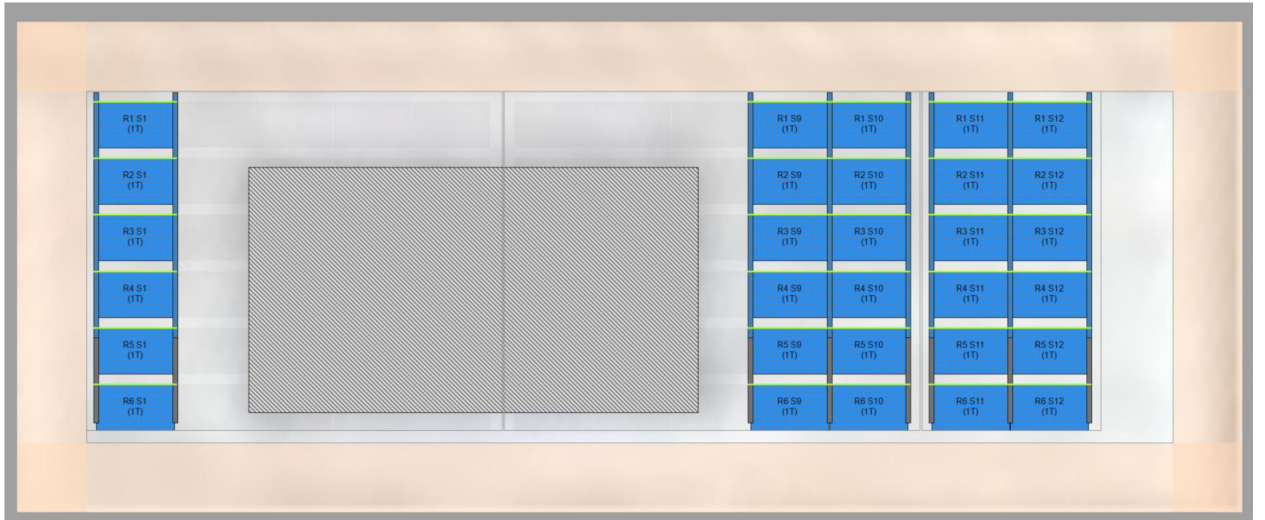 R1 S1
(1T)
R1 S9
(1T)
R1 S10
(1T)
R1 S11
(1T)
R1 S12
(1T)
R2 S1
(1T)
R2 S9
(1T)
R2 S10
(1T)
R2 S11
(1T)
R2 S12
(1T)
R3 S1
(1T)
R3 S9
(1T)
R3 S10
(1T)
R3 S11
(1T)
R3 S12
(1T)
R4 S1
(1T)
R4 S9
(1T)
R4 S10
(1T)
R4 S11
(1T)
R4 S12
(1T)
R5 S1
(1T)
R5 S9
(1T)
R5 S10
(1T)
R5 S11
(1T)
R5 S12
(1T)
R6 S1
(1T)
R6 S9
(1T)
R6 S10
(1T)
R6 S11
(1T)
R6 S12
(1T)